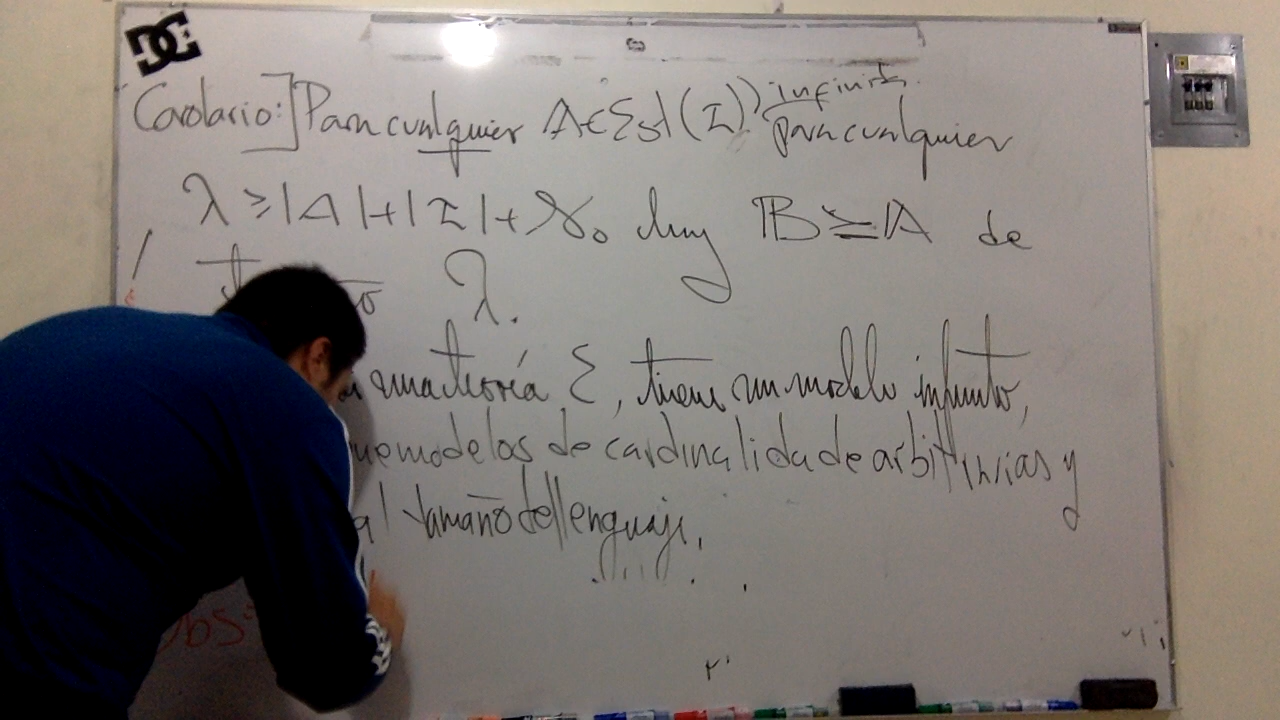 DC
Corolario:] Para cualquier A∈Est(Σ) infinita, para cualquier
λ ≥ |A|+|Σ|+ℵ₀ hay 𝔹 ≽ 𝔸 de
λ.
una teoría Σ, tiene un modelo infinito,
modelos de cardinalidad arbitrarias y
al tamaño del lenguaje.
Obs: